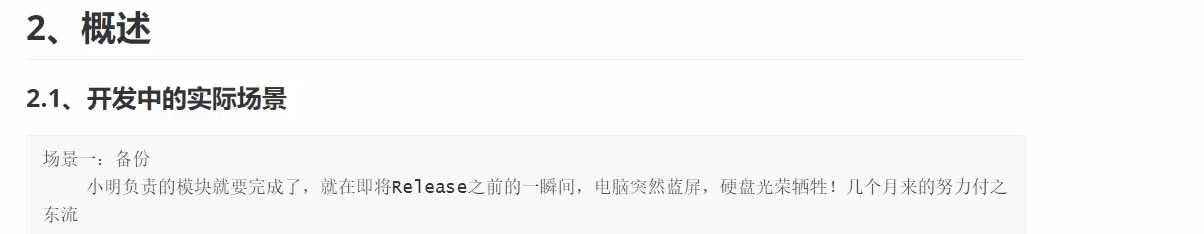 2、概述
2.1、开发中的实际场景
场景一：备份
小明负责的模块就要完成了，就在即将Release之前的一瞬间，电脑突然蓝屏，硬盘光荣牺牲！几个月来的努力付之
东流